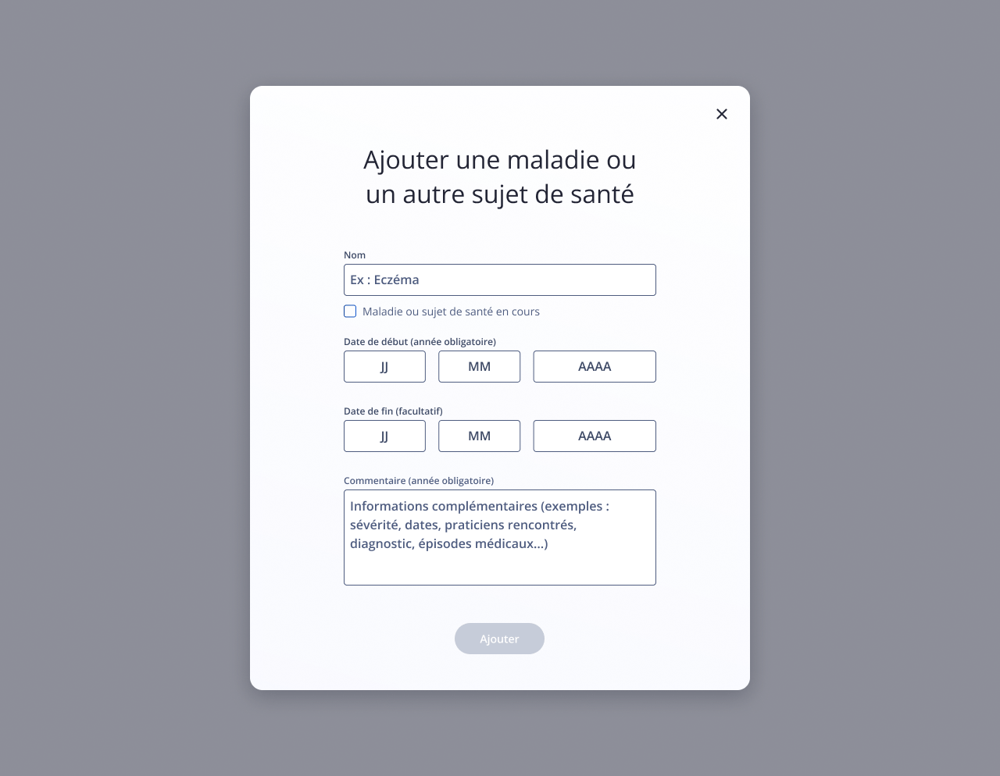 Ajouter une maladie ou
un autre sujet de santé
Nom
Ex : Eczéma
Maladie ou sujet de santé en cours
Date de début (année obligatoire)
JJ MM AAAA
Date de fin (facultatif)
JJ MM AAAA
Commentaire (année obligatoire)
Informations complémentaires (exemples :
sévérité, dates, praticiens rencontrés,
diagnostic, épisodes médicaux...)
Ajouter